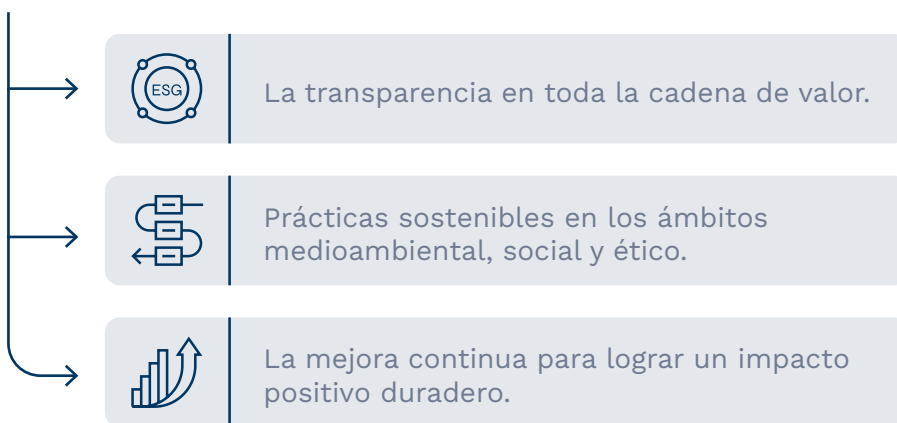 ESG
La transparencia en toda la cadena de valor.
Prácticas sostenibles en los ámbitos
medioambiental, social y ético.
La mejora continua para lograr un impacto
positivo duradero.